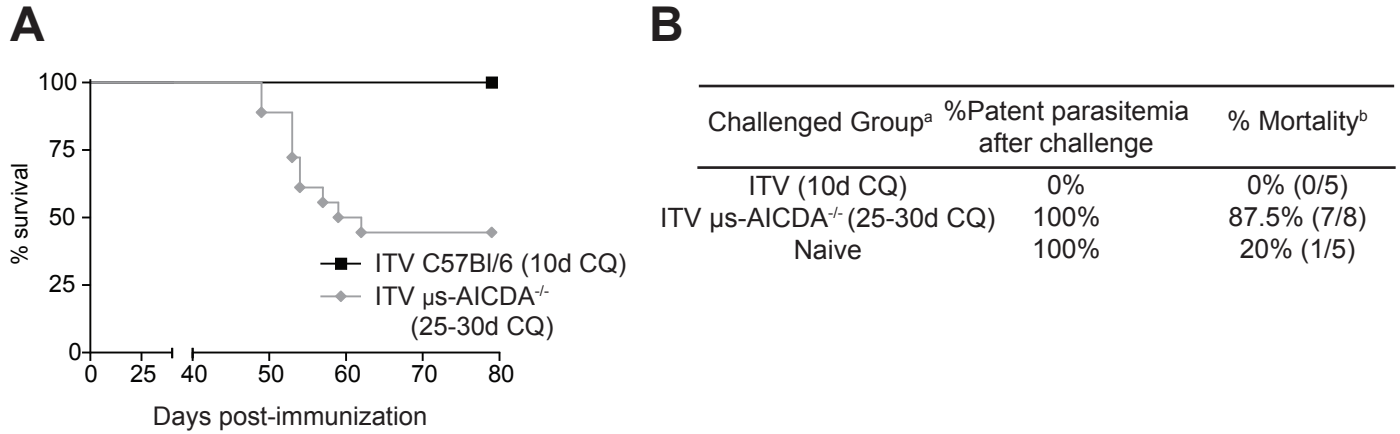 A
100
75
50
25
0
% survival
ITV C57Bl/6 (10d CQ)
ITV µs-AICDA-/-
(25-30d CQ)
0 25 40 50 60 70 80
Days post-immunization
B
Challenged Groupa %Patent parasitemia after challenge % Mortalityb
ITV (10d CQ) 0% 0% (0/5)
ITV µs-AICDA-/- (25-30d CQ) 100% 87.5% (7/8)
Naive 100% 20% (1/5)